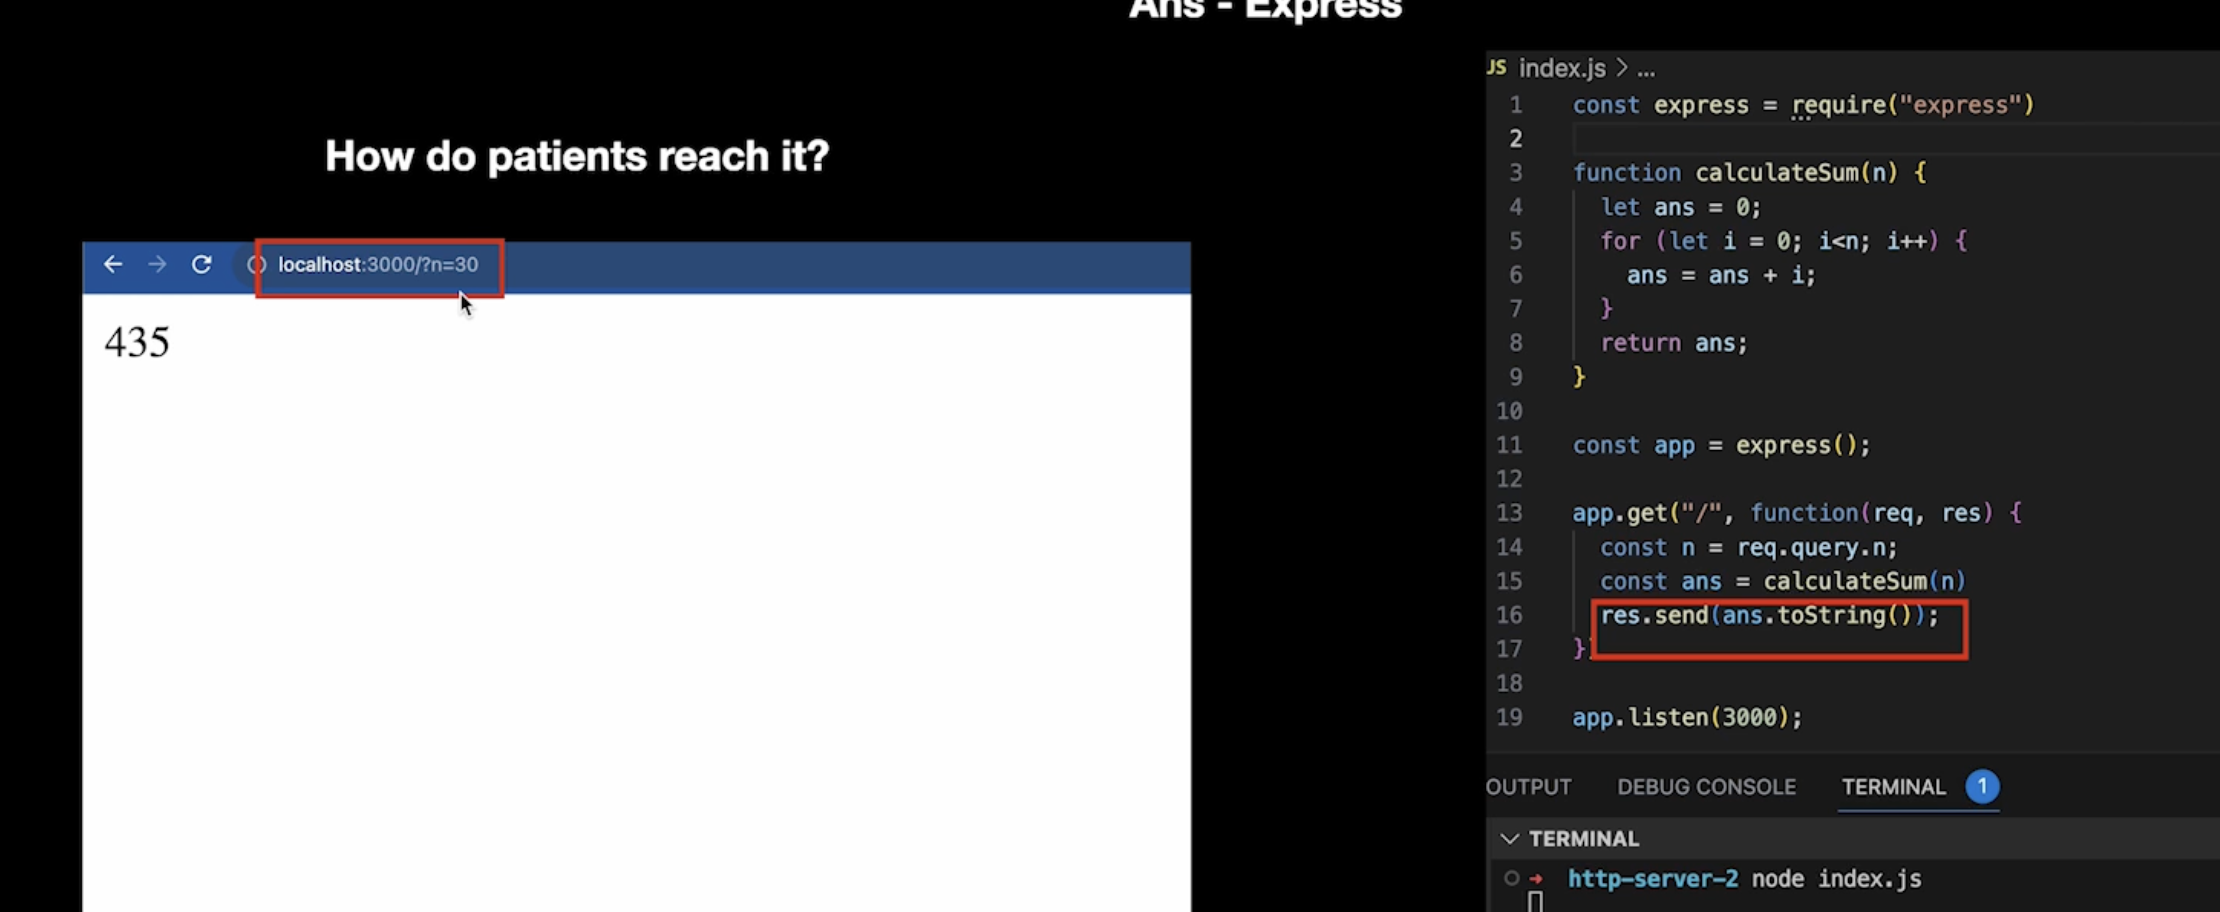 Ans - Express
How do patients reach it?
localhost:3000/?n=30
435
JS index.js > ...
1 const express = require("express")
2
3 function calculateSum(n) {
4 let ans = 0;
5 for (let i = 0; i<n; i++) {
6 ans = ans + i;
7 }
8 return ans;
9 }
10
11 const app = express();
12
13 app.get("/", function(req, res) {
14 const n = req.query.n;
15 const ans = calculateSum(n)
16 res.send(ans.toString());
17 }
18
19 app.listen(3000);
OUTPUT DEBUG CONSOLE TERMINAL 1
TERMINAL
http-server-2 node index.js